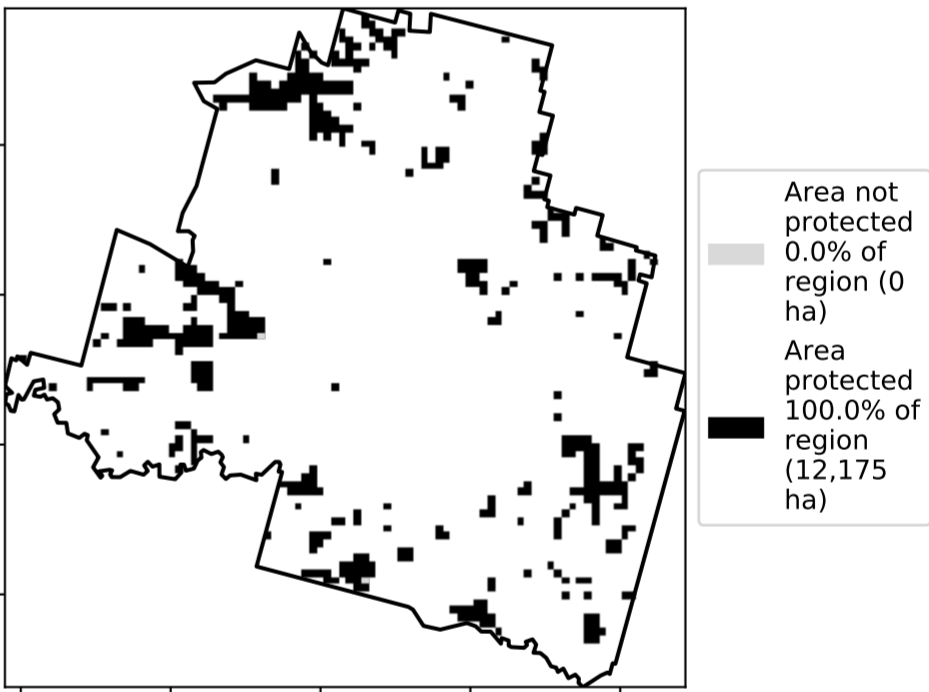 Area not
protected
0.0% of
region (0
ha)
Area
protected
100.0% of
region
(12,175
ha)